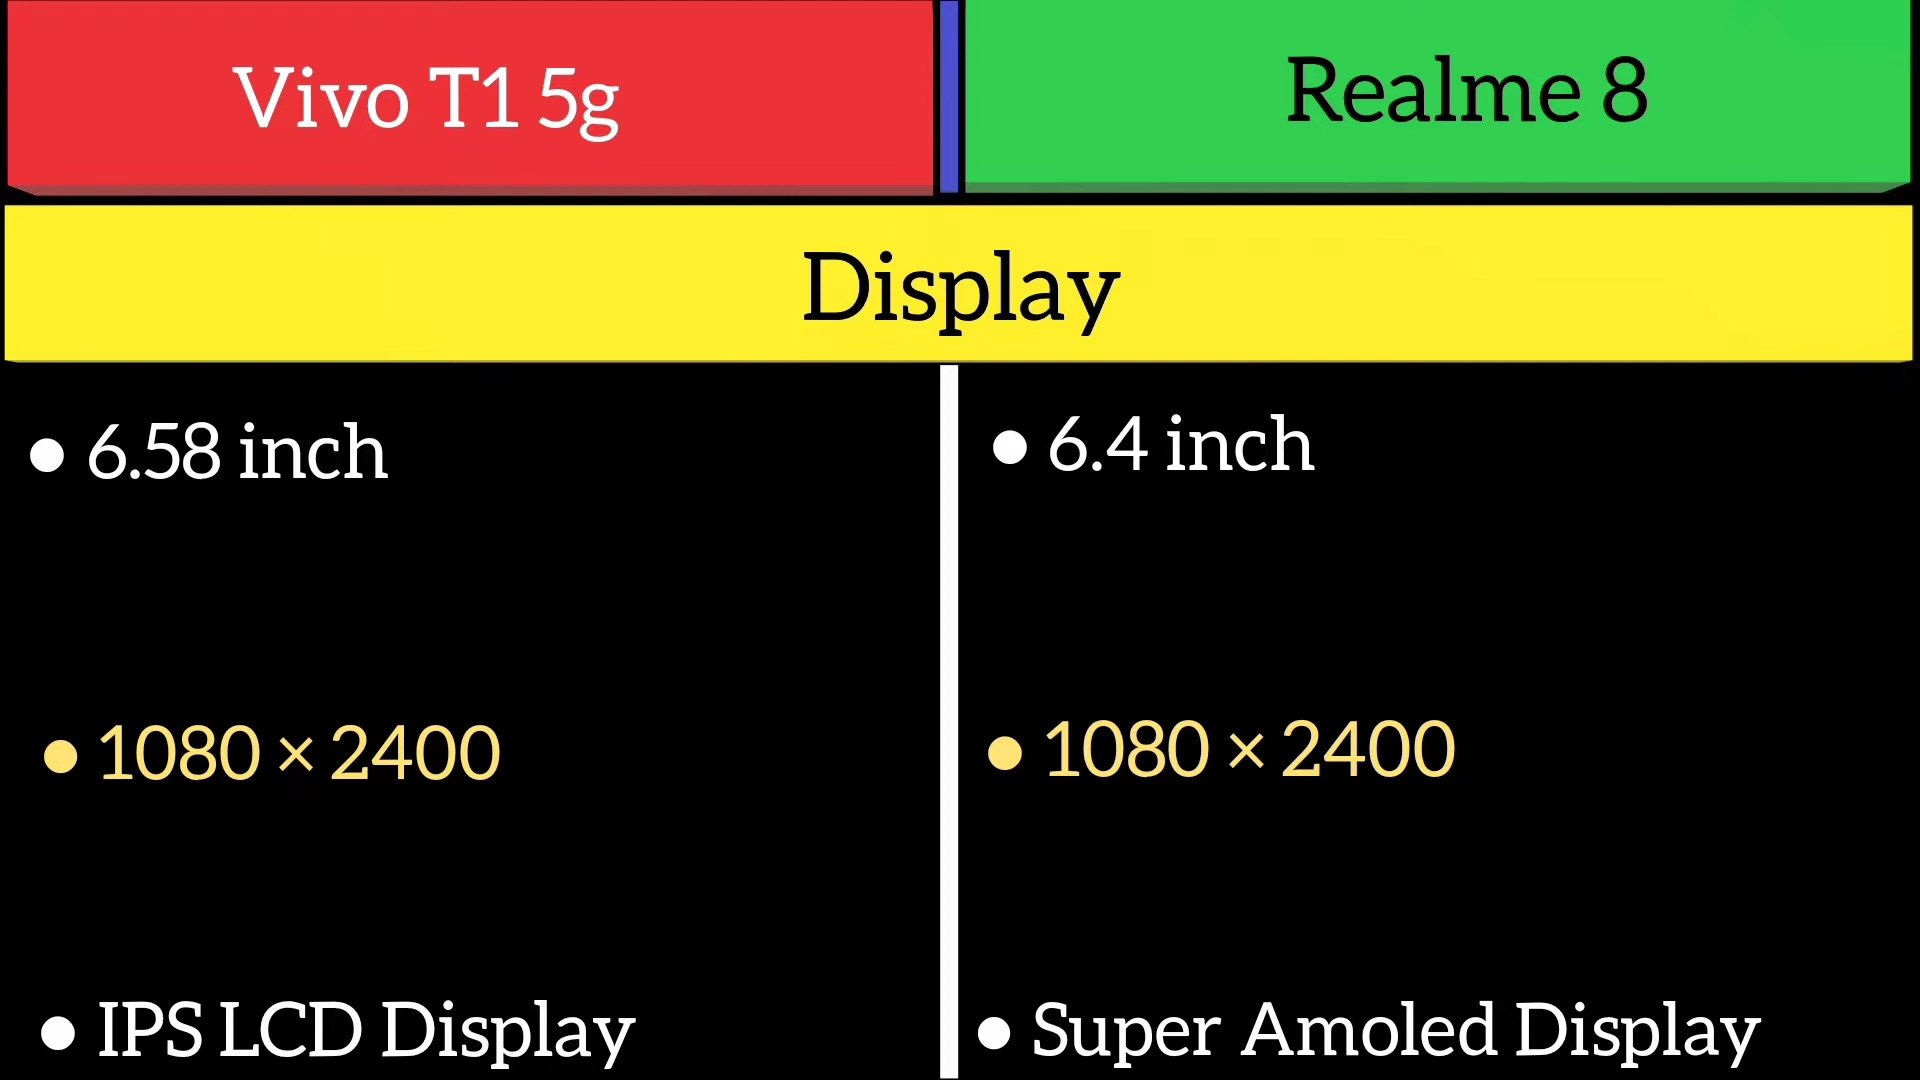 Vivo T1 5g
Realme 8
Display
● 6.58 inch
● 6.4 inch
● 1080 × 2400
● 1080 × 2400
● IPS LCD Display
● Super Amoled Display